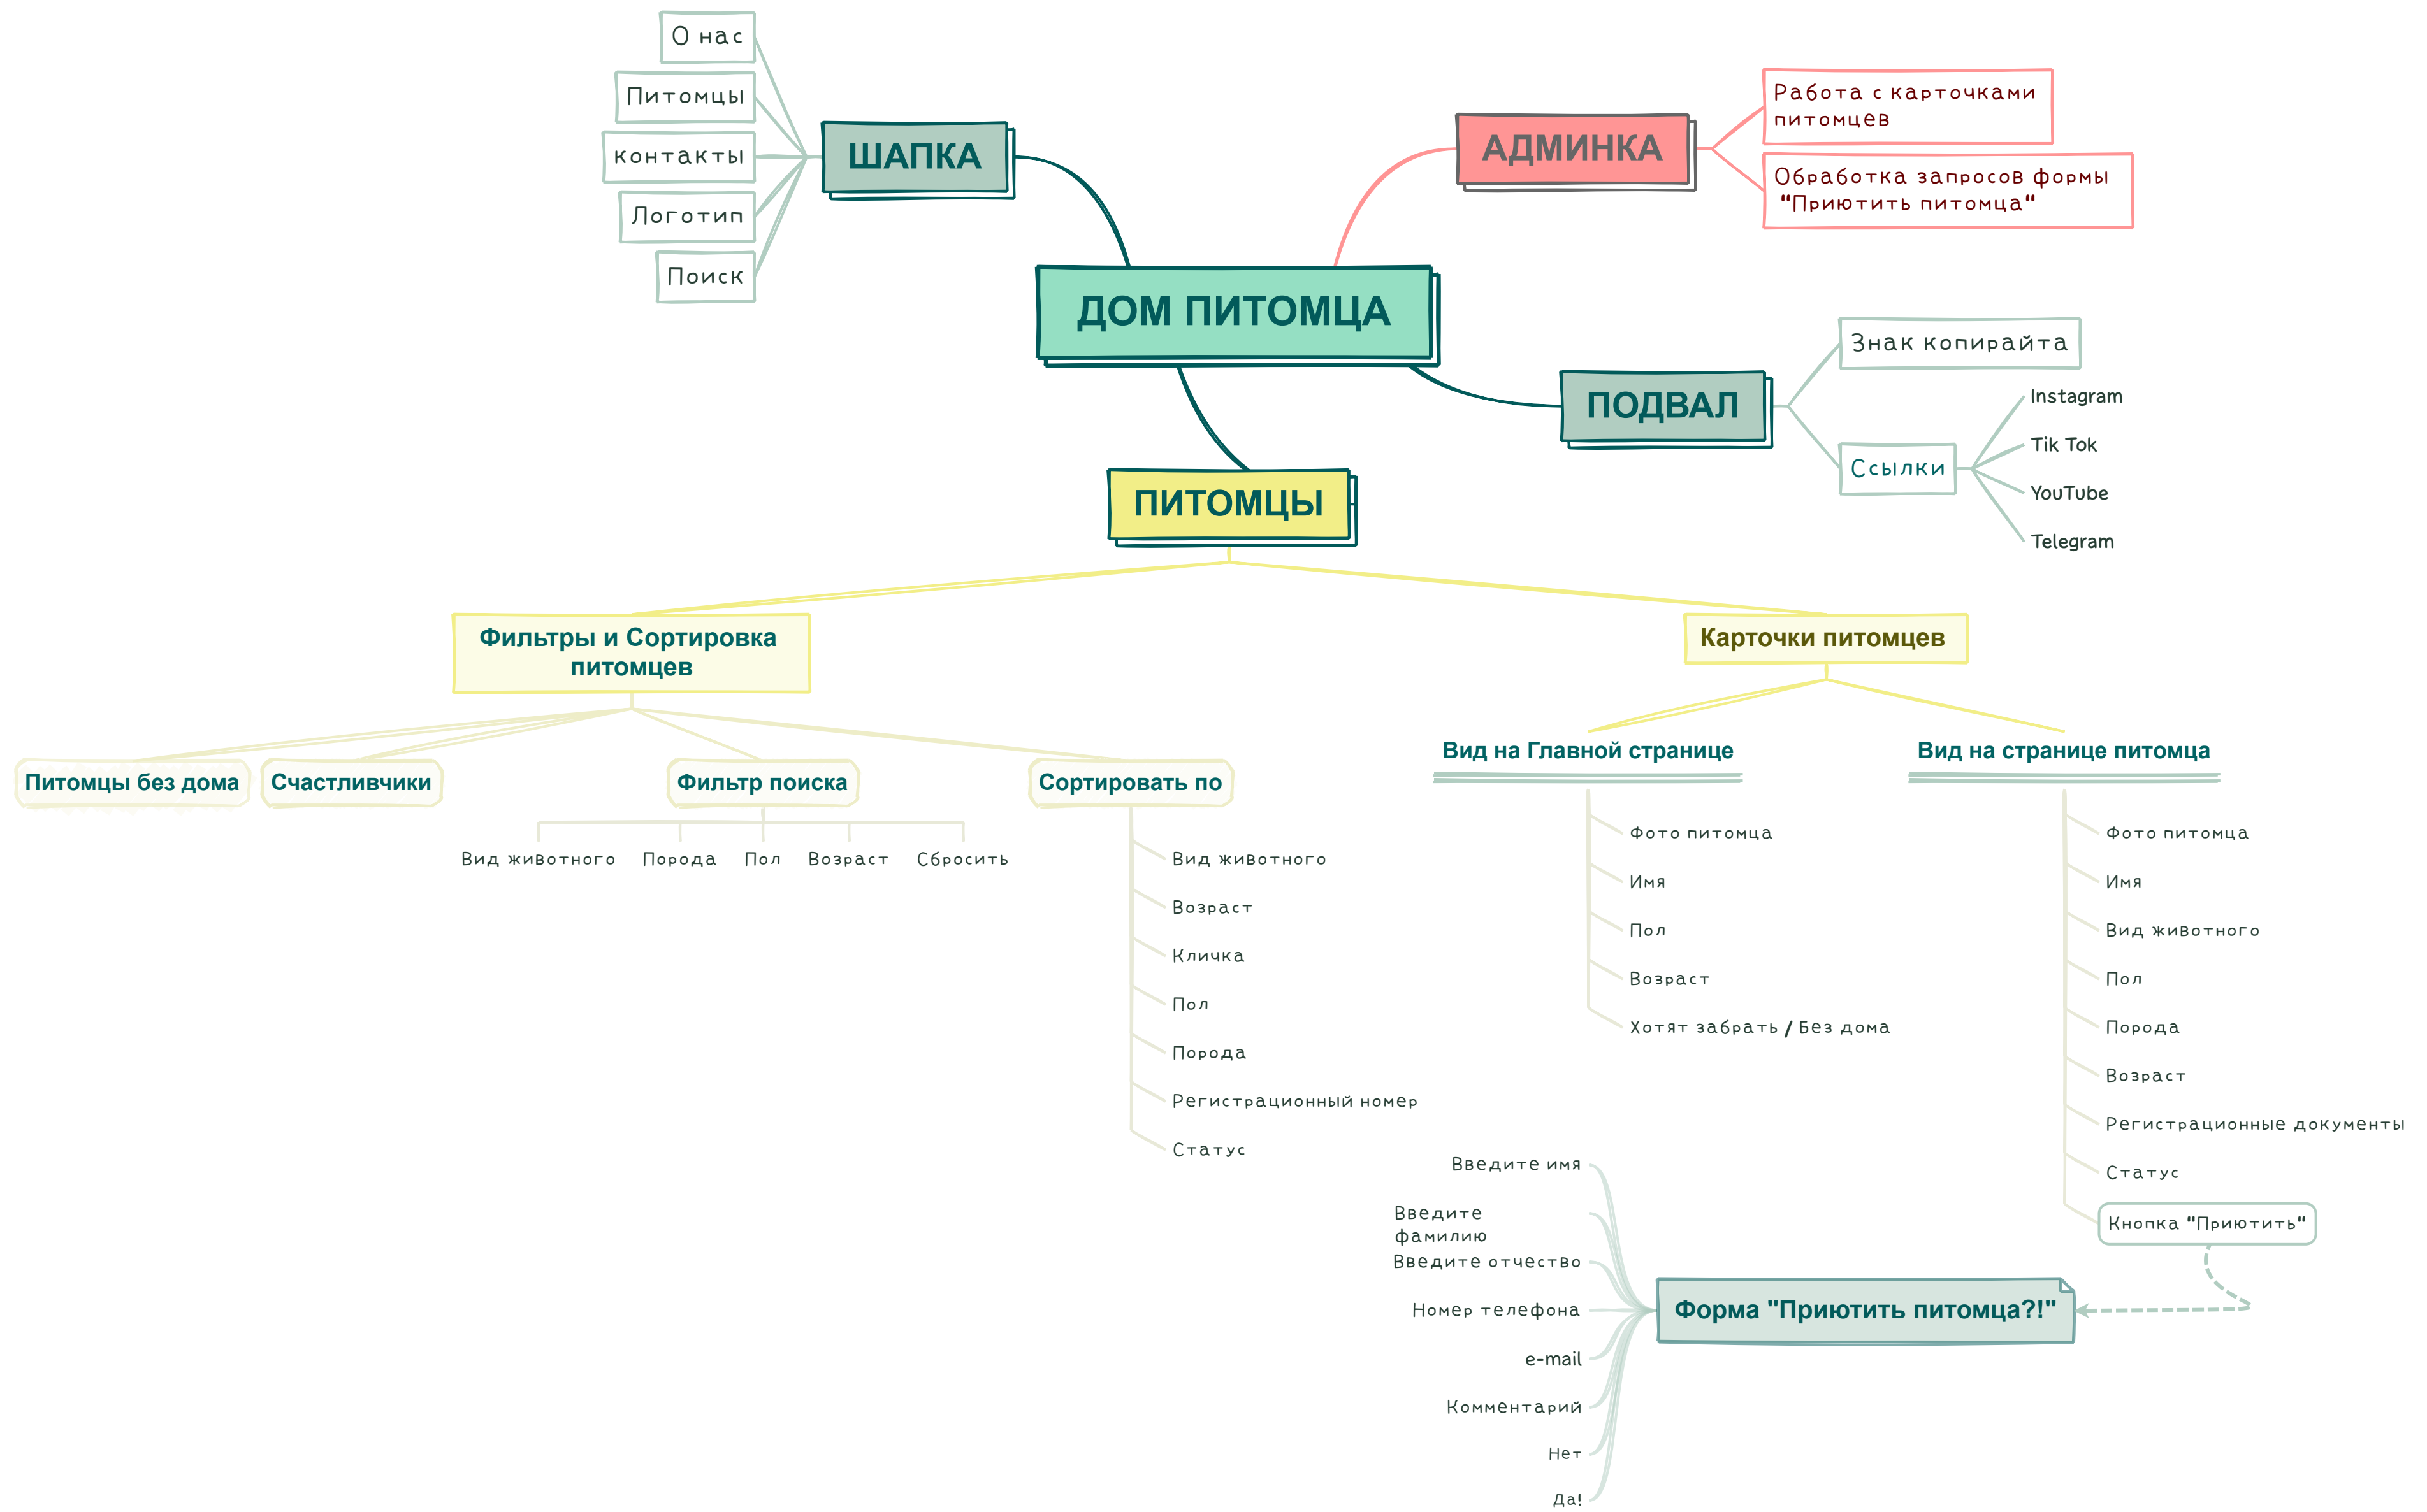 О нас
Питомцы
контакты
Логотип
Поиск
ШАПКА
АДМИНКА
Работа с карточками
питомцев
Обработка запросов формы
"Приютить питомца"
ДОМ ПИТОМЦА
ПОДВАЛ
Знак копирайта
Ссылки
Instagram
Tik Tok
YouTube
Telegram
ПИТОМЦЫ
Фильтры и Сортировка
питомцев
Питомцы без дома
Счастливчики
Фильтр поиска
Вид животного
Порода
Пол
Возраст
Сбросить
Сортировать по
Вид животного
Возраст
Кличка
Пол
Порода
Регистрационный номер
Статус
Карточки питомцев
Вид на Главной странице
Фото питомца
Имя
Пол
Возраст
Хотят забрать / Без дома
Вид на странице питомца
Фото питомца
Имя
Вид животного
Пол
Порода
Возраст
Регистрационные документы
Статус
Кнопка "Приютить"
Форма "Приютить питомца?!"
Введите имя
Введите
фамилию
Введите отчество
Номер телефона
e-mail
Комментарий
Нет
Да!